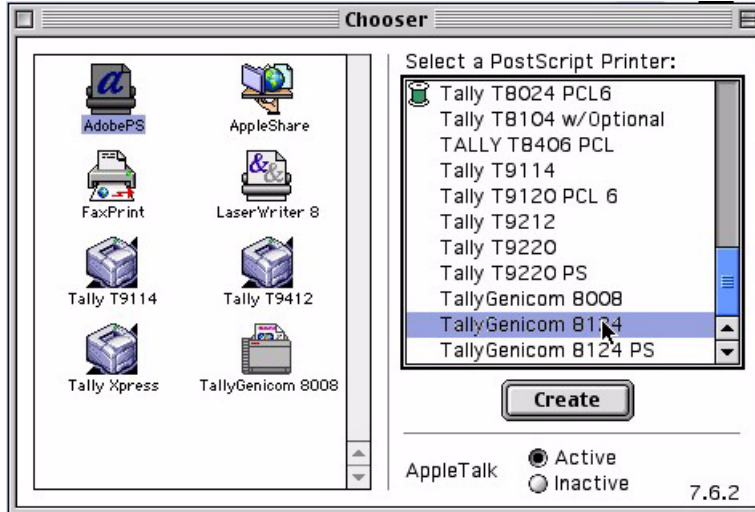 Chooser
AdobePS
AppleShare
FaxPrint
LaserWriter 8
Tally T9114
Tally T9412
Tally Xpress
TallyGenicom 8008
Select a PostScript Printer:
Tally T8024 PCL6
Tally T8104 w/Optional
TALLY T8406 PCL
Tally T9114
Tally T9120 PCL 6
Tally T9212
Tally T9220
Tally T9220 PS
TallyGenicom 8008
TallyGenicom 8124
TallyGenicom 8124 PS
Create
AppleTalk
Active
Inactive
7.6.2